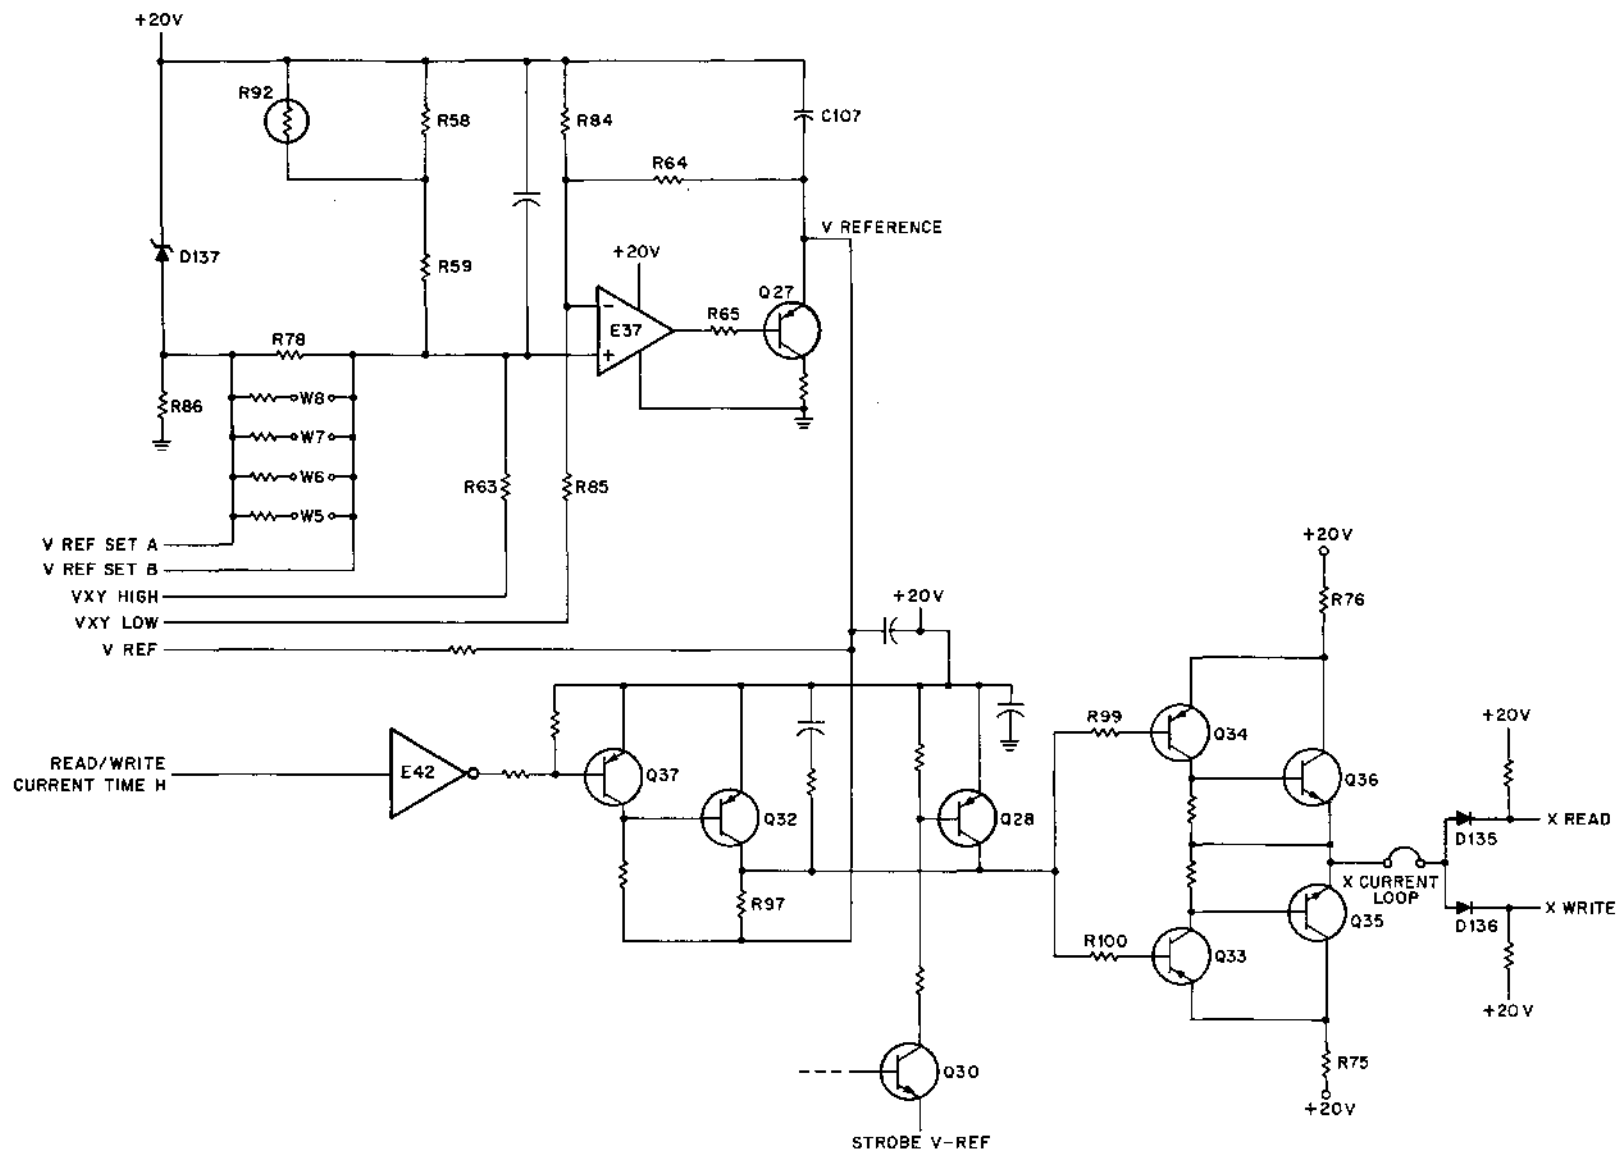 +20V
R92
R58
R84
C107
R64
V REFERENCE
D137
R59
+20V
Q27
E37
R65
R78
R86
W8
W7
W6
W5
R63
R85
V REF SET A
V REF SET B
VXY HIGH
VXY LOW
V REF
+20V
+20V
R76
READ/WRITE
CURRENT TIME H
E42
Q37
Q32
Q28
R97
R99
Q34
Q36
+20V
D135
X READ
X CURRENT
LOOP
D136
X WRITE
Q35
R100
Q33
+20V
R75
+20V
Q30
STROBE V-REF